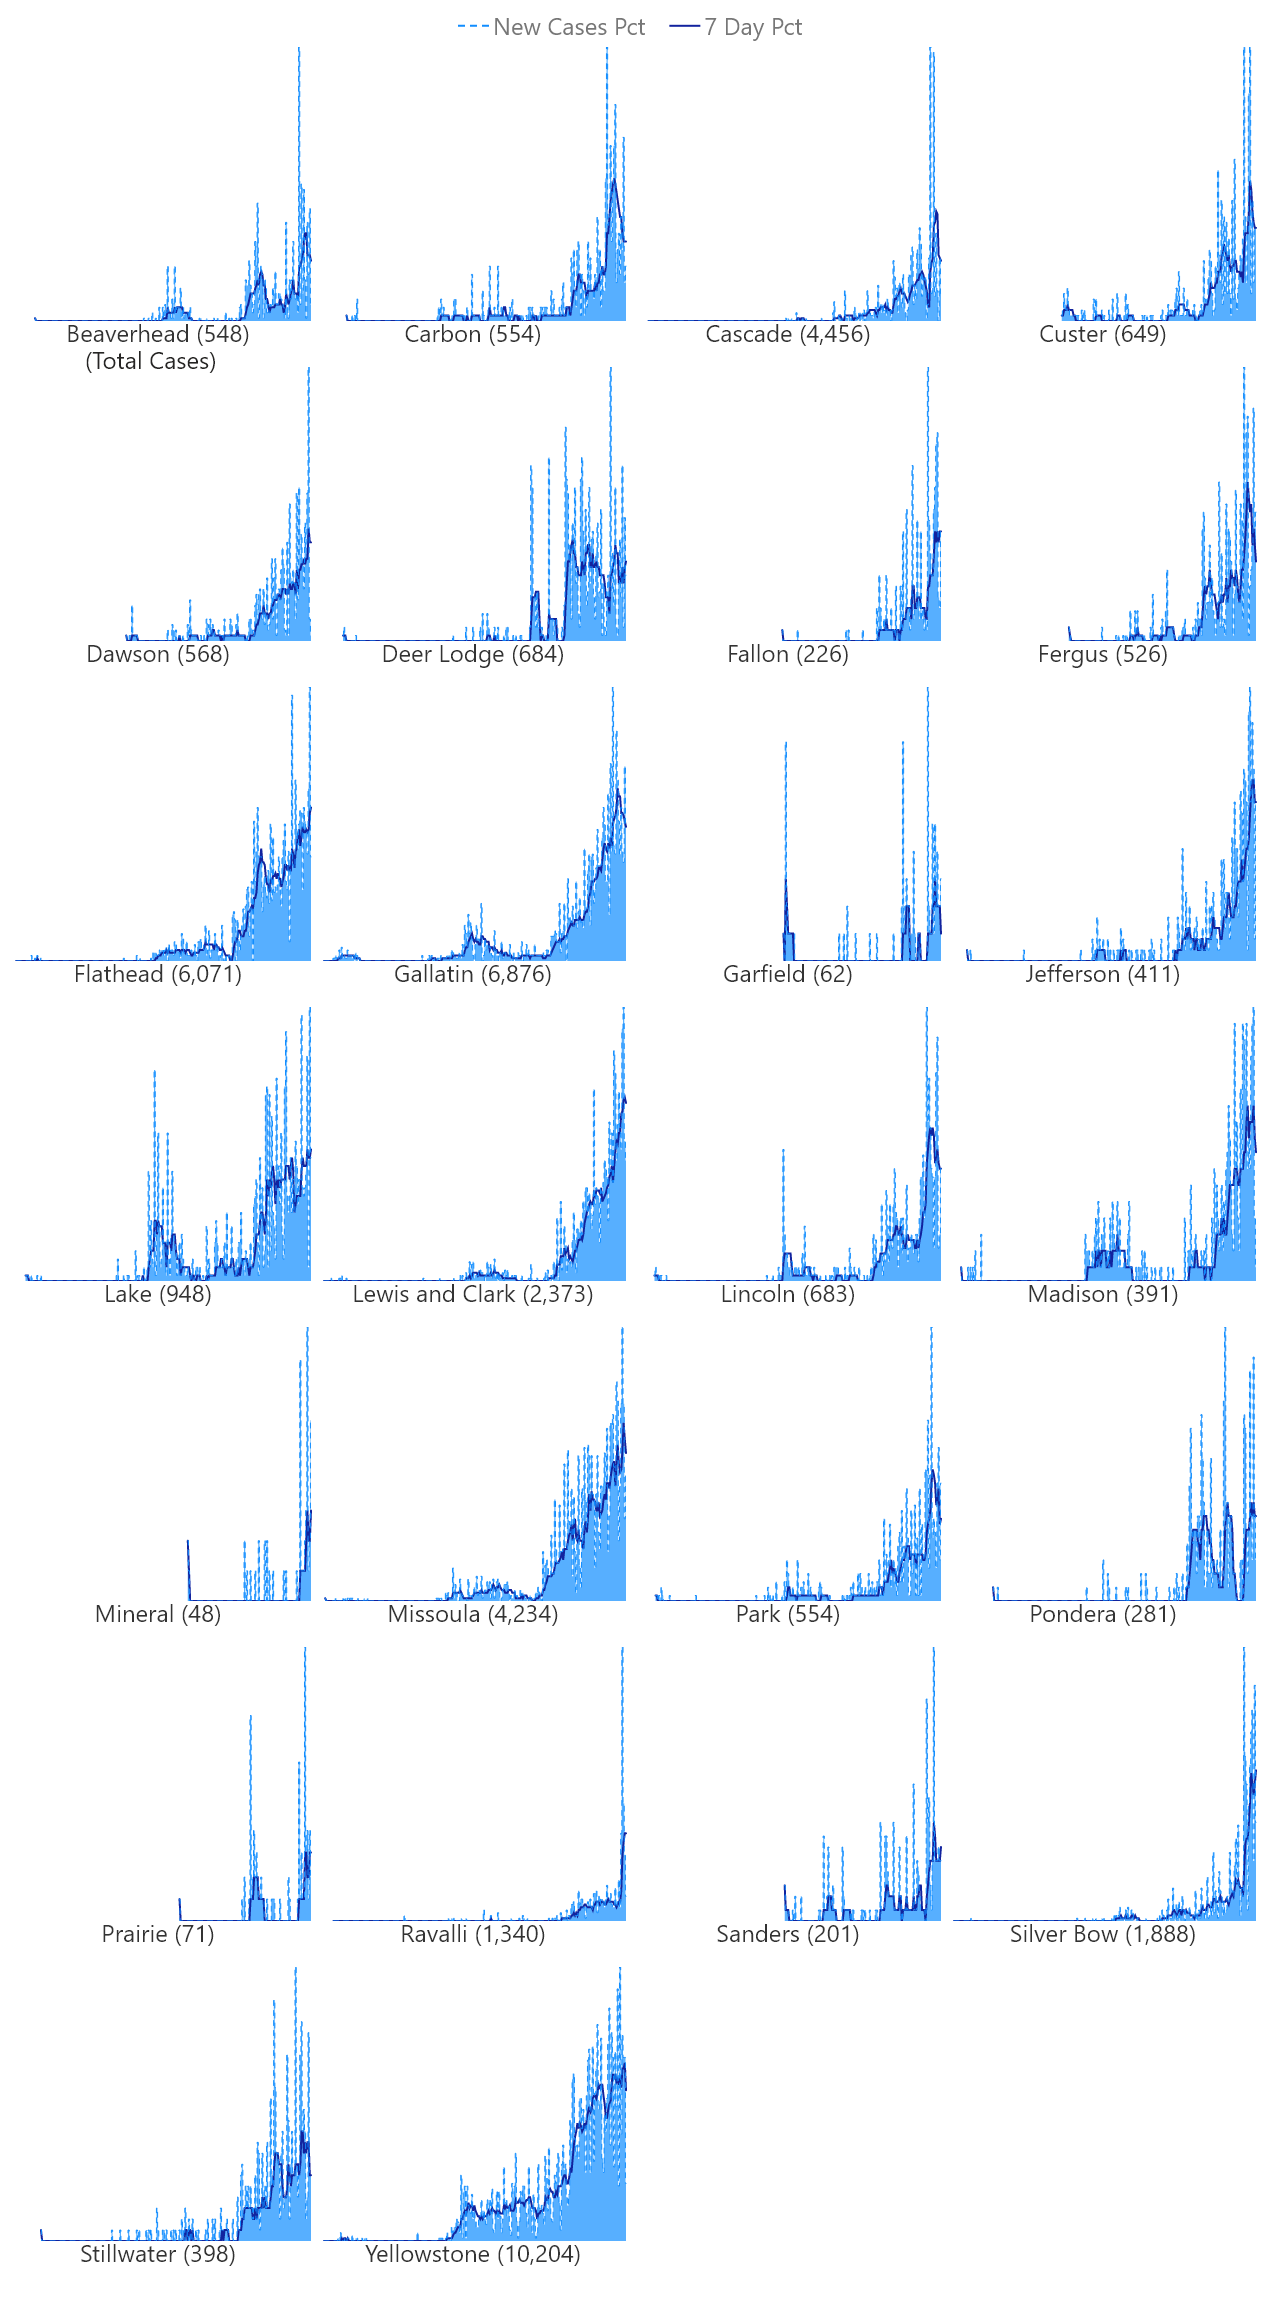 New Cases Pct 7 Day Pct
Beaverhead (548) Carbon (554) Cascade (4,456) Custer (649)
(Total Cases)
Dawson (568) Deer Lodge (684) Fallon (226) Fergus (526)
Flathead (6,071) Gallatin (6,876) Garfield (62) Jefferson (411)
Lake (948) Lewis and Clark (2,373) Lincoln (683) Madison (391)
Mineral (48) Missoula (4,234) Park (554) Pondera (281)
Prairie (71) Ravalli (1,340) Sanders (201) Silver Bow (1,888)
Stillwater (398) Yellowstone (10,204)